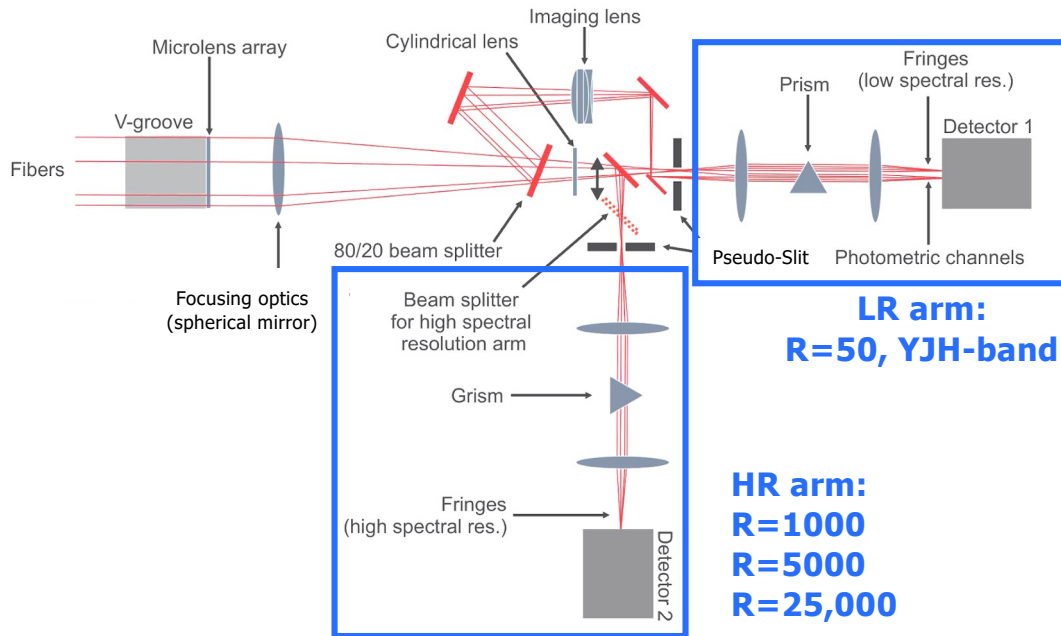 Imaging lens
Cylindrical lens
Microlens array
Fringes
(low spectral res.)
Prism
V-groove
Detector 1
Fibers
80/20 beam splitter
Pseudo-Slit
Photometric channels
Focusing optics
(spherical mirror)
Beam splitter
for high spectral
resolution arm
LR arm:
R=50, YJH-band
Grism
HR arm:
R=1000
R=5000
R=25,000
Fringes
(high spectral res.)
Detector 2